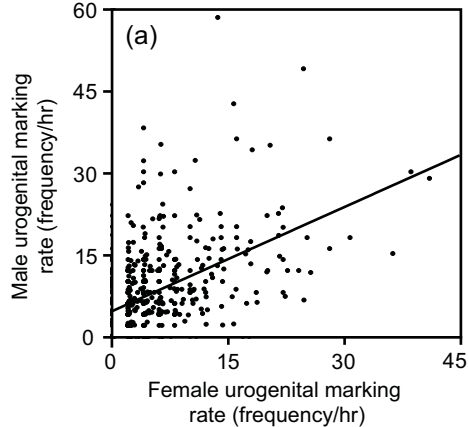 (a)
Male urogenital marking
rate (frequency/hr)
60
45
30
15
0
0
15
30
45
Female urogenital marking
rate (frequency/hr)